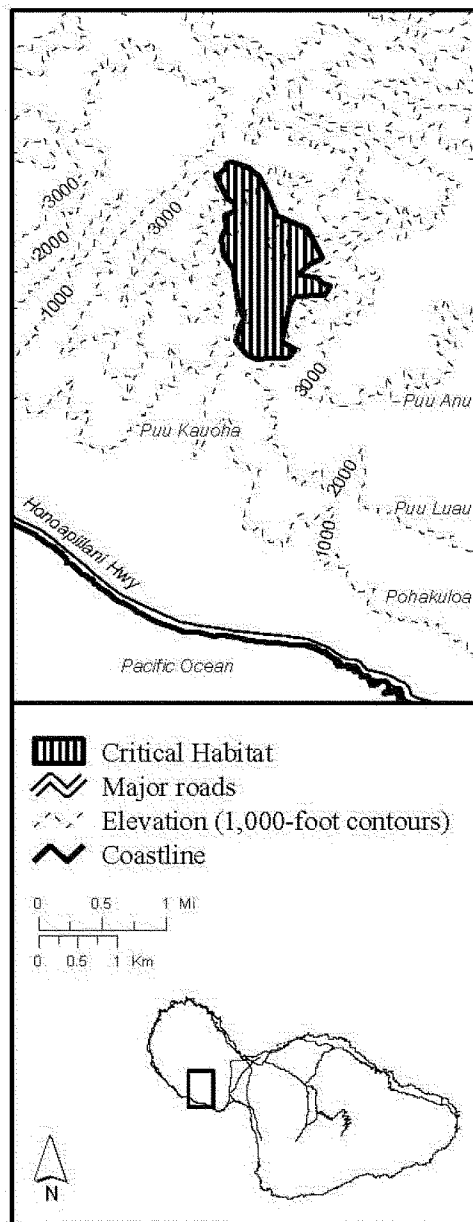 3000
2000
1000
3000
3000
Puu Anu
Puu Kauoha
2000
1000
Puu Luau
Honoapiilani Hwy
Pohakuloa
Pacific Ocean
Critical Habitat
Major roads
Elevation (1,000-foot contours)
Coastline
0 0.5 1 Mi
0 0.5 1 Km
N